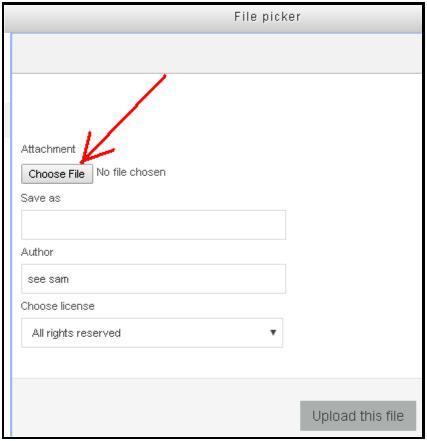 File picker
Attachment
Choose File No file chosen
Save as
Author
see sam
Choose license
All rights reserved
Upload this file